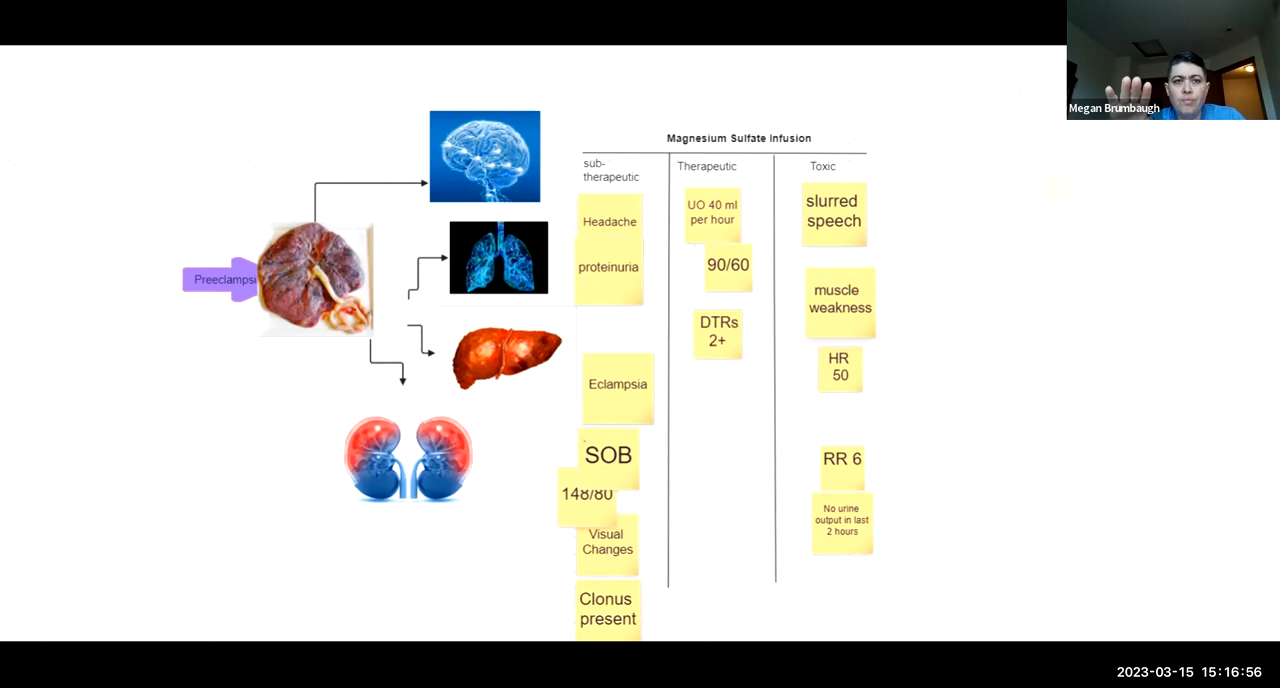 Megan Brumbaugh
Preeclampsi
Magnesium Sulfate Infusion
sub-
therapeutic
Headache
proteinuria
Eclampsia
SOB
148/80
Visual
Changes
Clonus
present
Therapeutic
UO 40 ml
per hour
90/60
DTRs
2+
Toxic
slurred
speech
muscle
weakness
HR
50
RR 6
No urine
output in last
2 hours
2023-03-15 15:16:56